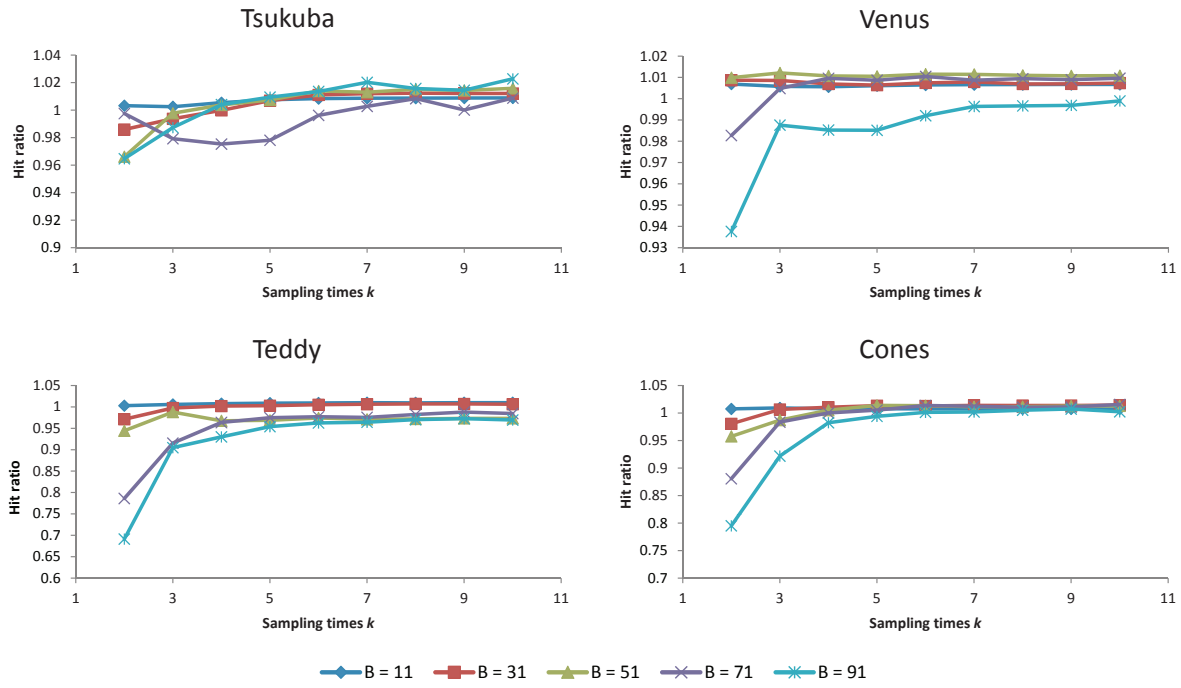 Tsukuba
1.04
1.02
1
0.98
0.96
0.94
0.92
0.9
Hit ratio
1 3 5 7 9 11
Sampling times k
Venus
1.02
1.01
1
0.99
0.98
0.97
0.96
0.95
0.94
0.93
Hit ratio
1 3 5 7 9 11
Sampling times k
Teddy
1.05
1
0.95
0.9
0.85
0.8
0.75
0.7
0.65
0.6
Hit ratio
1 3 5 7 9 11
Sampling times k
Cones
1.05
1
0.95
0.9
0.85
0.8
0.75
0.7
Hit ratio
1 3 5 7 9 11
Sampling times k
B = 11 B = 31 B = 51 B = 71 B = 91